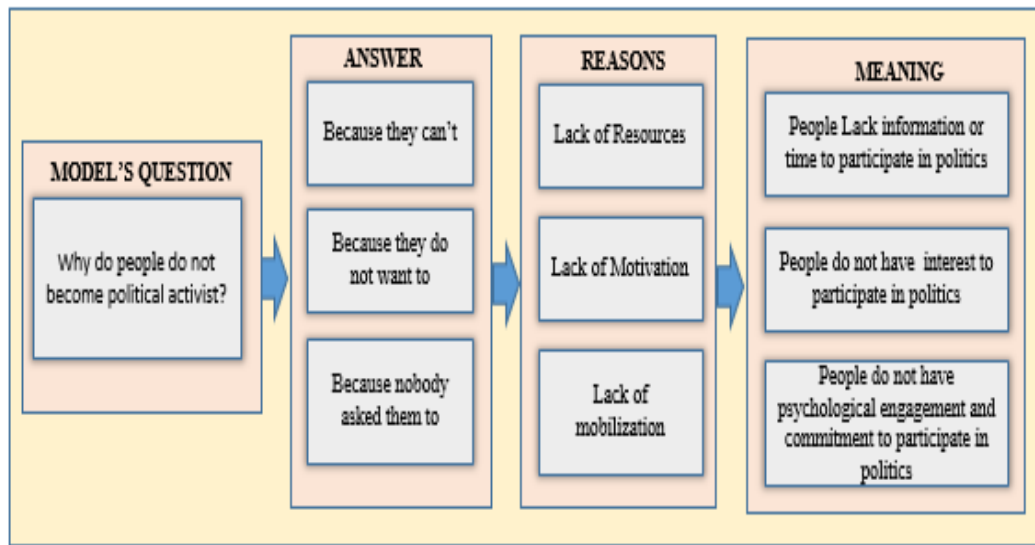 MODEL'S QUESTION
Why do people do not
become political activist?
ANSWER
Because they can't
Because they do
not want to
Because nobody
asked them to
REASONS
Lack of Resources
Lack of Motivation
Lack of
mobilization
MEANING
People Lack information or
time to participate in politics
People do not have interest to
participate in politics
People do not have
psychological engagement and
commitment to participate in
politics